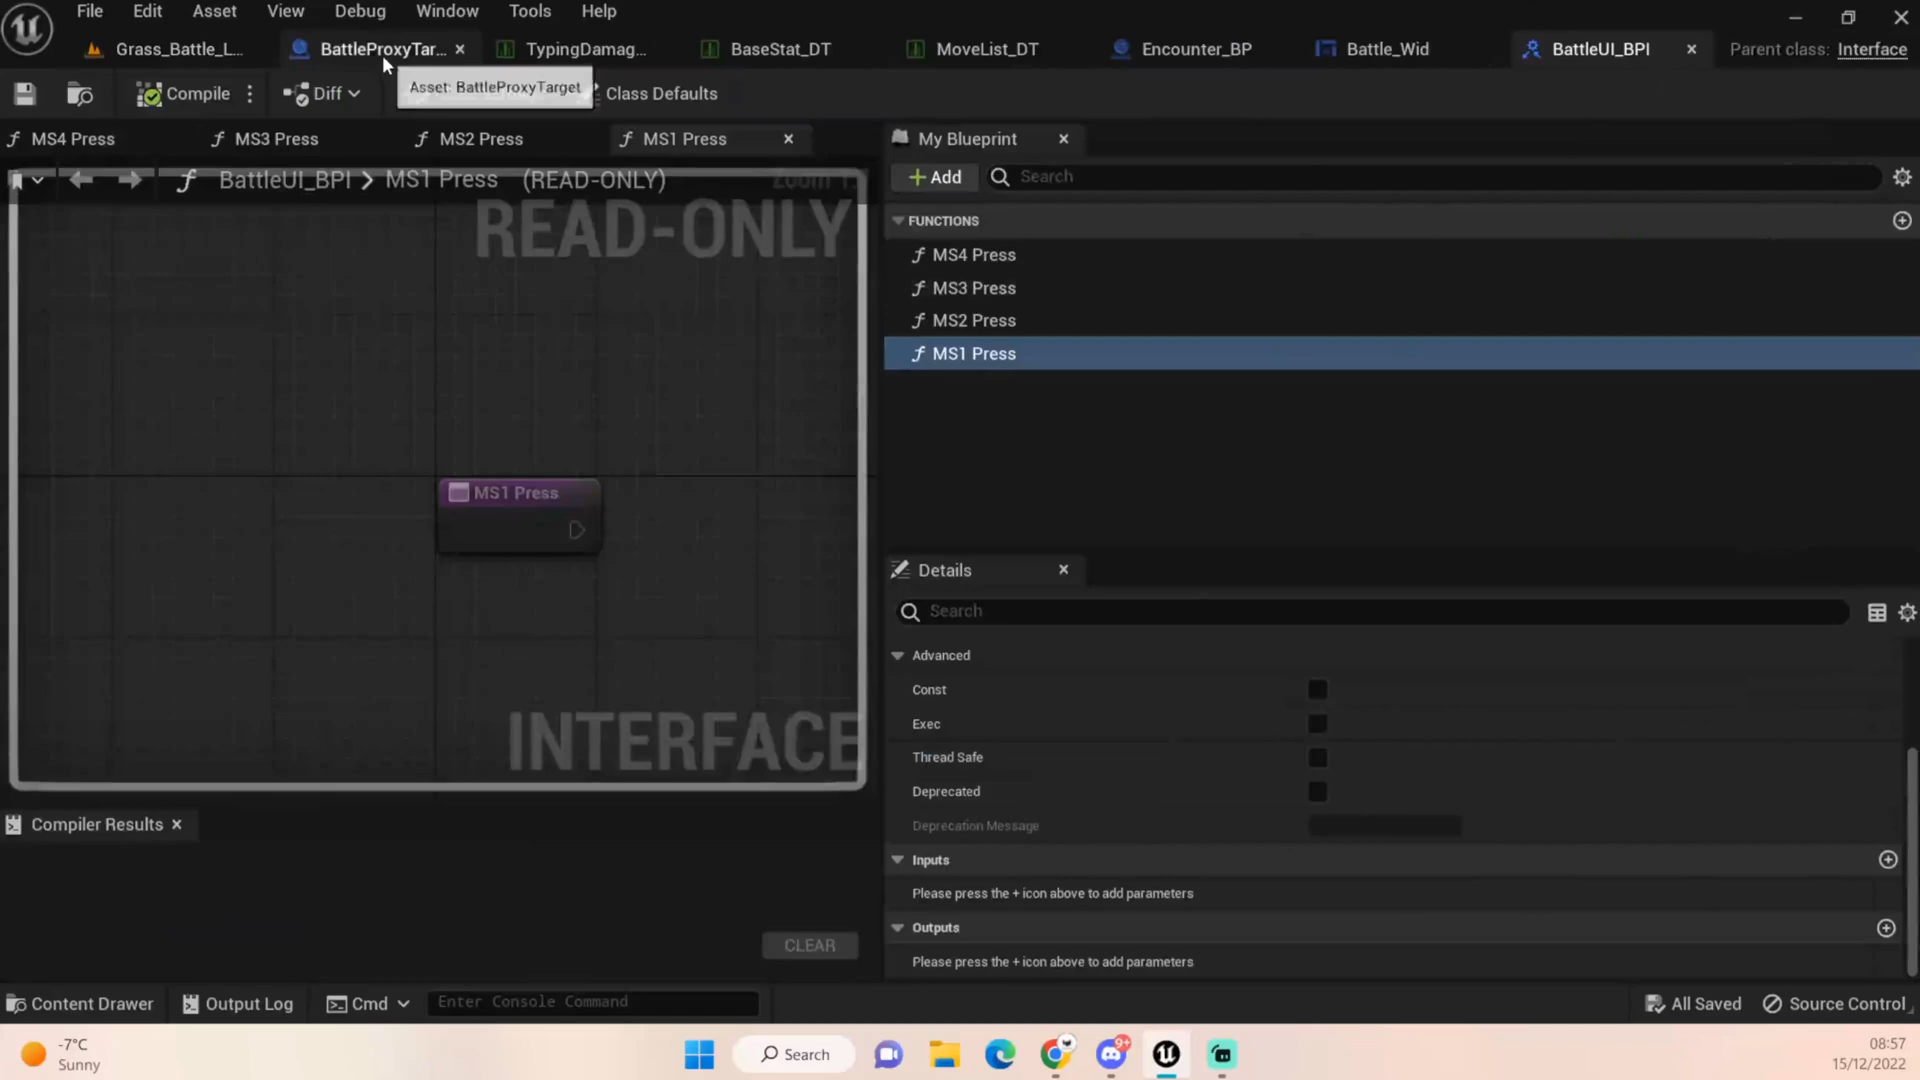 File Edit Asset View Debug Window Tools Help
Grass_Battle_L... BattleProxyTar... TypingDamag... BaseStat_DT MoveList_DT Encounter_BP Battle_Wid BattleUI_BPI Parent class: Interface
Compile Diff Asset: BattleProxyTarget Class Defaults
MS4 Press MS3 Press MS2 Press MS1 Press My Blueprint
BattleUI_BPI > MS1 Press (READ-ONLY)
Add Search
READ-ONLY
FUNCTIONS
MS4 Press
MS3 Press
MS2 Press
MS1 Press
MS1 Press
INTERFACE
Details
Search
Advanced
Const
Exec
Thread Safe
Deprecated
Deprecation Message
Inputs
Please press the + icon above to add parameters
Outputs
Please press the + icon above to add parameters
Compiler Results
CLEAR
Content Drawer Output Log Cmd Enter Console Command All Saved Source Control
-7°C
Sunny
Search
9+
08:57
15/12/2022